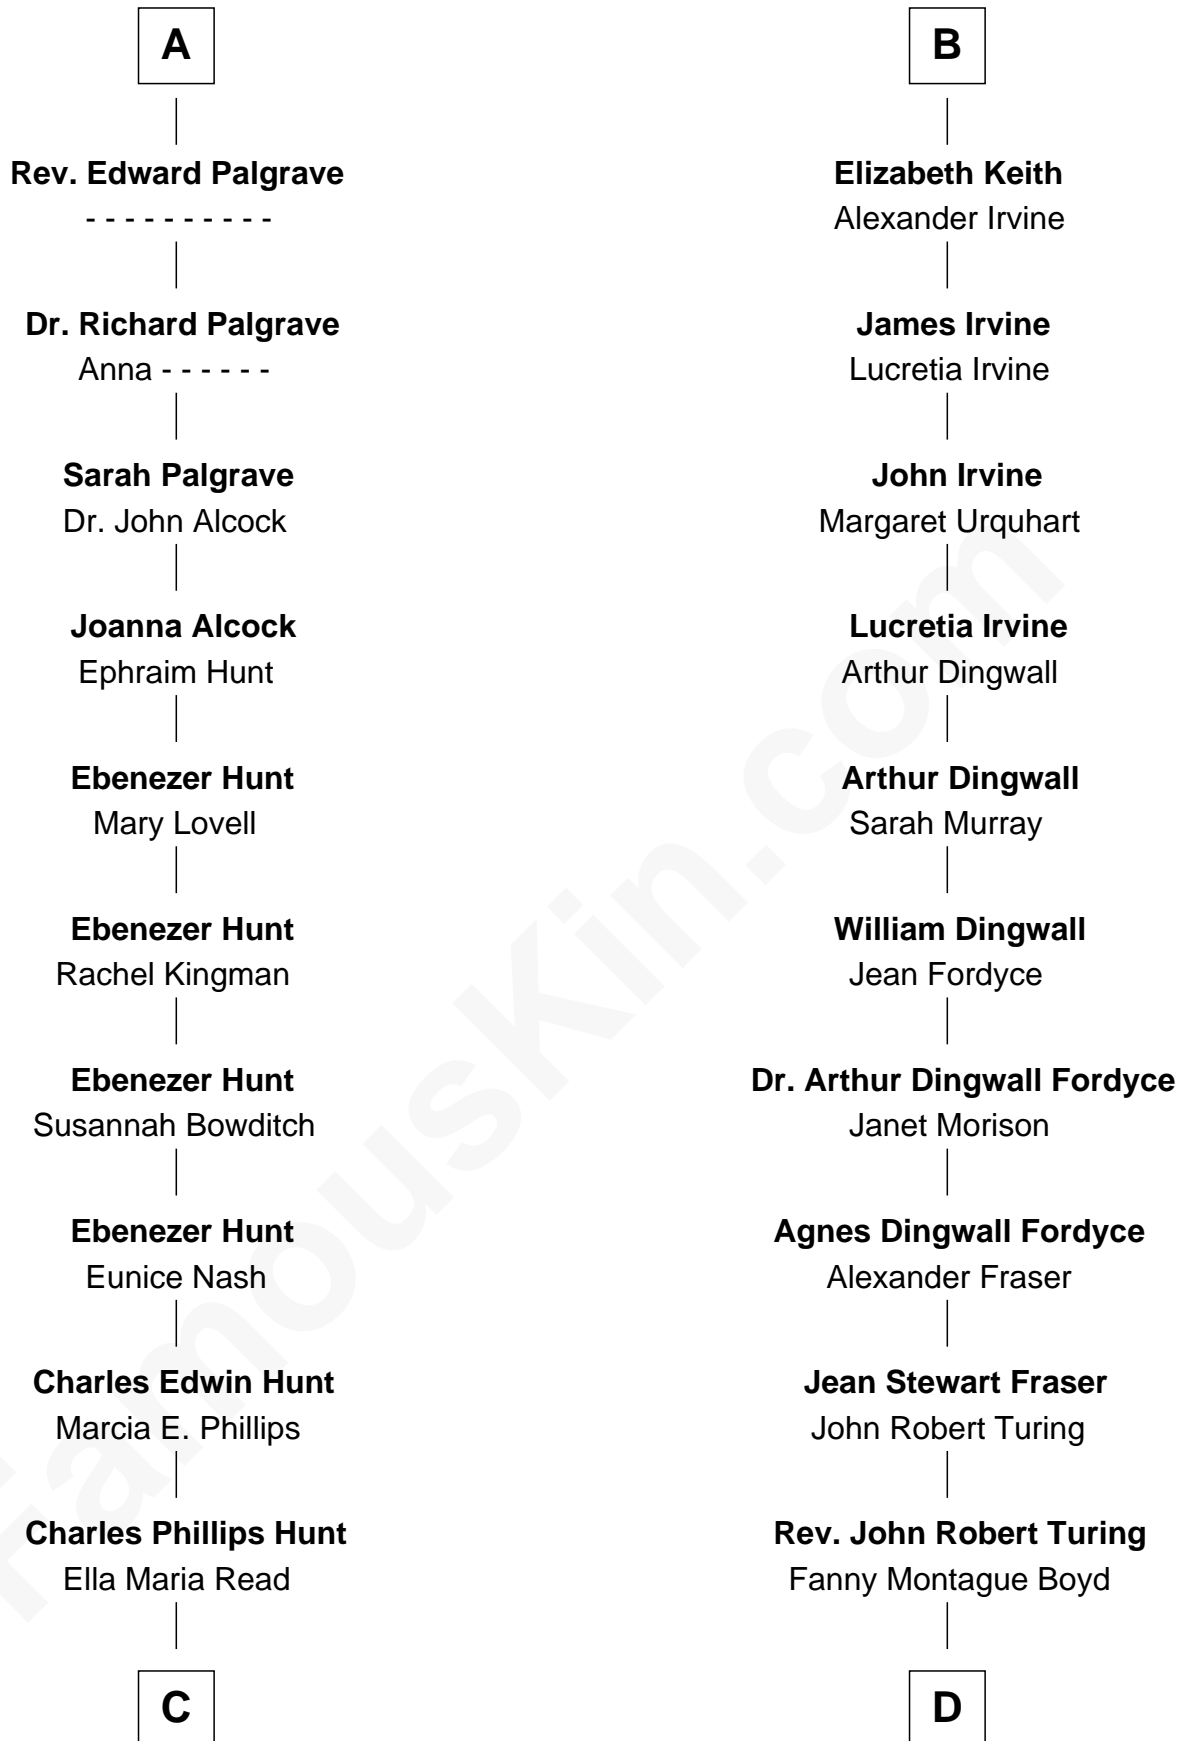 A
Rev. Edward Palgrave
- - - - - - - - - -
Dr. Richard Palgrave
Anna - - - - - -
Sarah Palgrave
Dr. John Alcock
Joanna Alcock
Ephraim Hunt
Ebenezer Hunt
Mary Lovell
Ebenezer Hunt
Rachel Kingman
Ebenezer Hunt
Susannah Bowditch
Ebenezer Hunt
Eunice Nash
Charles Edwin Hunt
Marcia E. Phillips
Charles Phillips Hunt
Ella Maria Read
C
B
Elizabeth Keith
Alexander Irvine
James Irvine
Lucretia Irvine
John Irvine
Margaret Urquhart
Lucretia Irvine
Arthur Dingwall
Arthur Dingwall
Sarah Murray
William Dingwall
Jean Fordyce
Dr. Arthur Dingwall Fordyce
Janet Morison
Agnes Dingwall Fordyce
Alexander Fraser
Jean Stewart Fraser
John Robert Turing
Rev. John Robert Turing
Fanny Montague Boyd
D
FamousKin.com